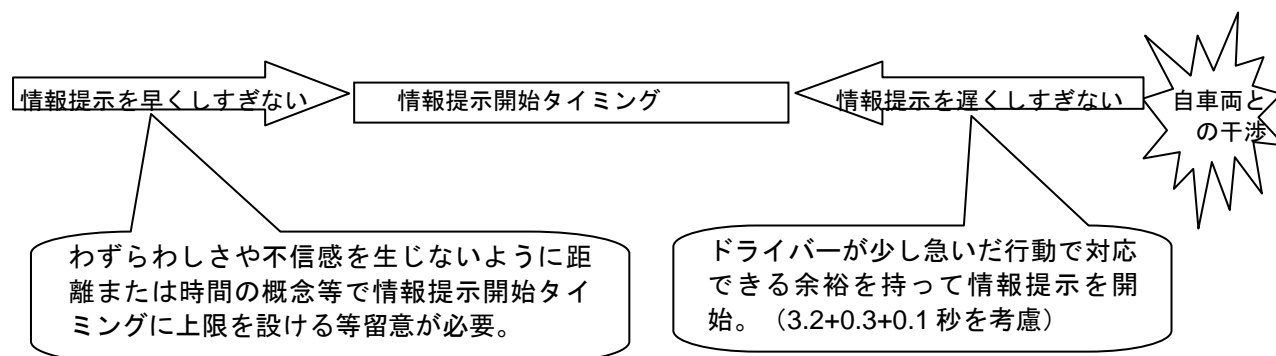 情報提示を早くしすぎない
情報提示開始タイミング
情報提示を遅くしすぎない
自車両と
の干渉
わずらわしさや不信感を生じないように距
離または時間の概念等で情報提示開始タイ
ミングに上限を設ける等留意が必要。
ドライバーが少し急いだ行動で対応
できる余裕を持って情報提示を開
始。（3.2+0.3+0.1 秒を考慮）